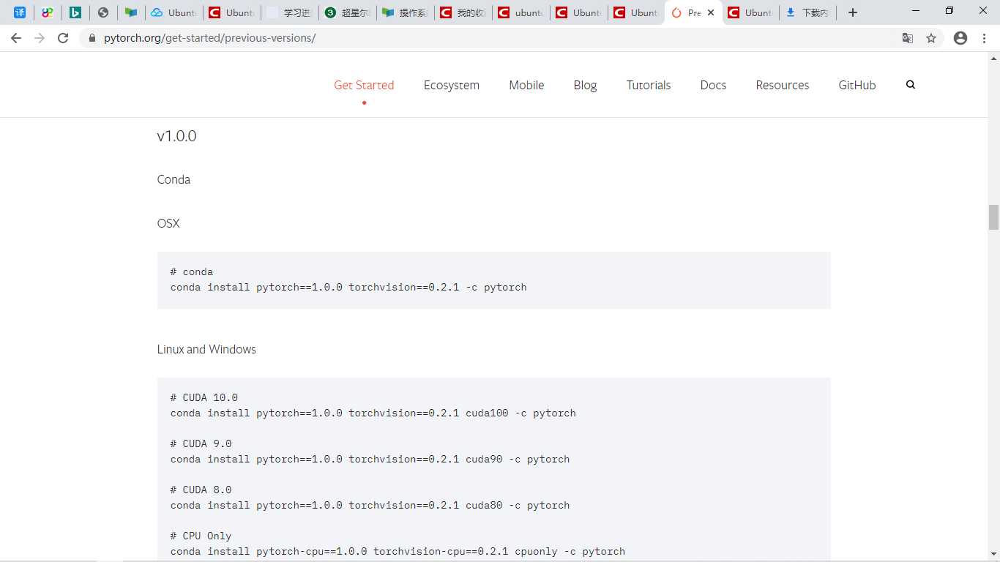 Ubuntu
Ubuntu
学习进
超星尔
操作系
我的收
ubuntu
Ubuntu
Ubuntu
Pre
Ubuntu
下载内
pytorch.org/get-started/previous-versions/
Get Started Ecosystem Mobile Blog Tutorials Docs Resources GitHub
v1.0.0
Conda
OSX
# conda
conda install pytorch==1.0.0 torchvision==0.2.1 -c pytorch
Linux and Windows
# CUDA 10.0
conda install pytorch==1.0.0 torchvision==0.2.1 cuda100 -c pytorch
# CUDA 9.0
conda install pytorch==1.0.0 torchvision==0.2.1 cuda90 -c pytorch
# CUDA 8.0
conda install pytorch==1.0.0 torchvision==0.2.1 cuda80 -c pytorch
# CPU Only
conda install pytorch-cpu==1.0.0 torchvision-cpu==0.2.1 cpuonly -c pytorch